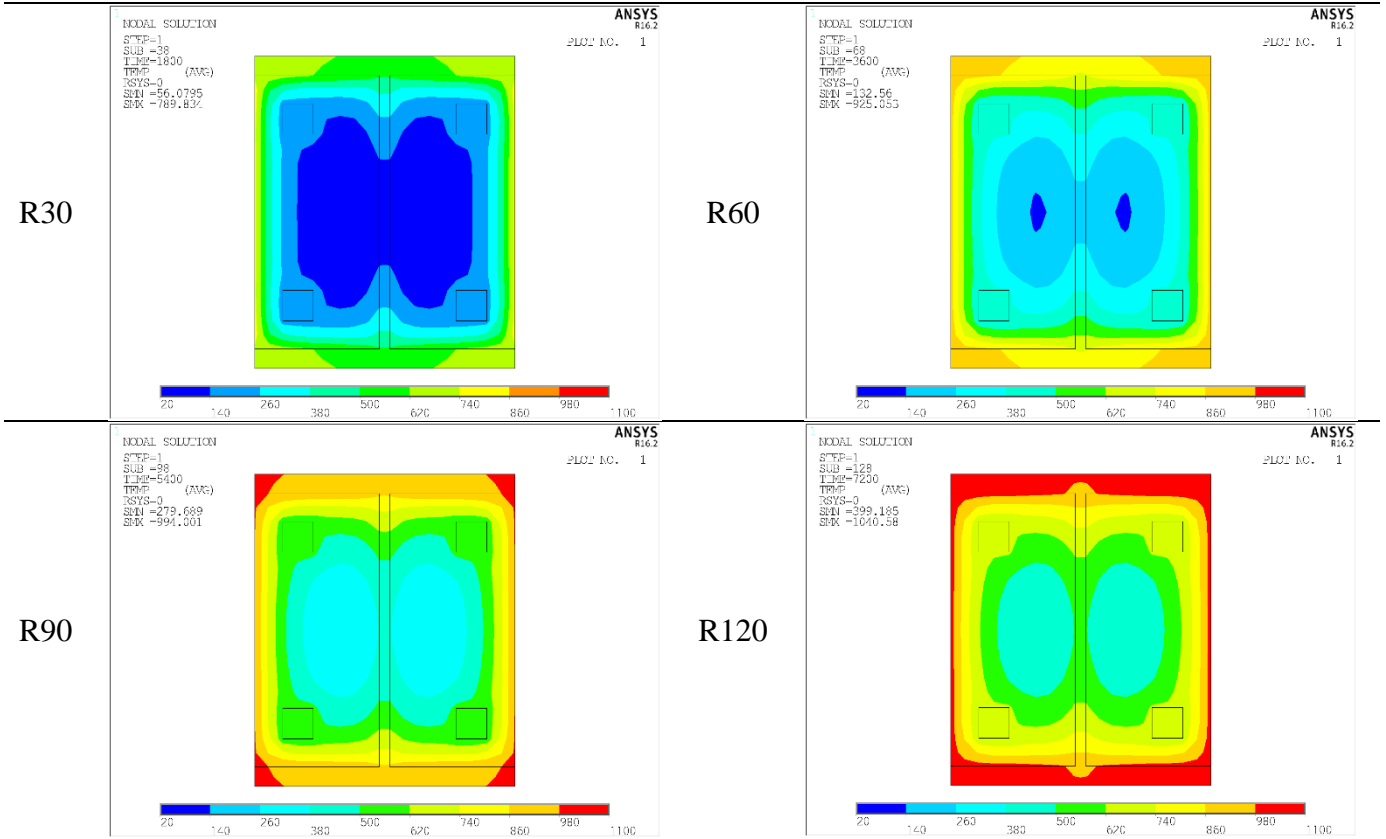 R30
ANSYS
R16.2
NODAL SOLUTION
PLOT NO. 1
STEP=1
SUB =38
TIME=1800
TEMP (AVG)
RSYS=0
SMN =56.0795
SMX =789.834
20 140 260 380 500 620 740 860 980 1100
R60
ANSYS
R16.2
NODAL SOLUTION
PLOT NO. 1
STEP=1
SUB =68
TIME=3600
TEMP (AVG)
RSYS=0
SMN =132.56
SMX =925.053
20 140 260 380 500 620 740 860 980 1100
R90
ANSYS
R16.2
NODAL SOLUTION
PLOT NO. 1
STEP=1
SUB =98
TIME=5400
TEMP (AVG)
RSYS=0
SMN =279.689
SMX =994.001
20 140 260 380 500 620 740 860 980 1100
R120
ANSYS
R16.2
NODAL SOLUTION
PLOT NO. 1
STEP=1
SUB =128
TIME=7200
TEMP (AVG)
RSYS=0
SMN =399.185
SMX =1040.58
20 140 260 380 500 620 740 860 980 1100